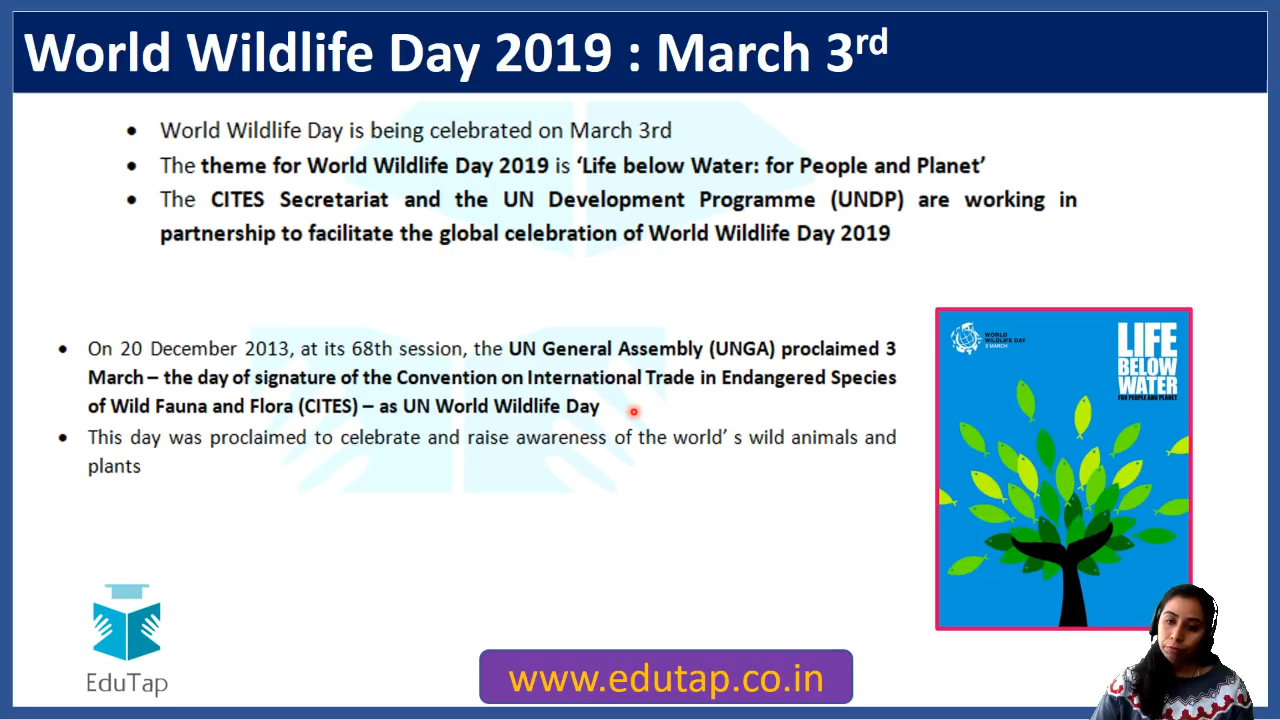 World Wildlife Day 2019 : March 3rd
• World Wildlife Day is being celebrated on March 3rd
• The theme for World Wildlife Day 2019 is ‘Life below Water: for People and Planet’
• The CITES Secretariat and the UN Development Programme (UNDP) are working in
partnership to facilitate the global celebration of World Wildlife Day 2019
• On 20 December 2013, at its 68th session, the UN General Assembly (UNGA) proclaimed 3
March – the day of signature of the Convention on International Trade in Endangered Species
of Wild Fauna and Flora (CITES) – as UN World Wildlife Day
• This day was proclaimed to celebrate and raise awareness of the world’ s wild animals and
plants
WORLD
WILDLIFE DAY
3 MARCH
LIFE
BELOW
WATER
FOR PEOPLE AND PLANET
EduTap
www.edutap.co.in